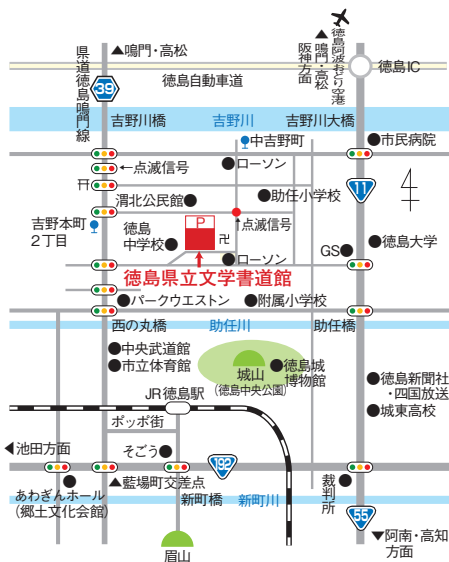 ▲鳴門・高松
県道徳島鳴門線
39
徳島自動車道
徳島阿波おどり空港
▲鳴門・高松
阪神方面
徳島IC
吉野川橋
吉野川
吉野川大橋
中吉野町
●市民病院
●ローソン
←点滅信号
11
渭北公民館●
●助任小学校
吉野本町
2丁目
徳島
中学校●
P
卍
↑点滅信号
GS●
●徳島大学
●ローソン
徳島県立文学書道館
●パークウエストン
●附属小学校
西の丸橋
助任川
助任橋
●中央武道館
●市立体育館
城山
(徳島中央公園)
●徳島城
博物館
●徳島新聞社
・四国放送
●城東高校
JR徳島駅
ポッポ街
そごう●
◀池田方面
192
あわぎんホール
(郷土文化会館)
▲藍場町交差点
新町橋
新町川
裁判所
55
▼阿南・高知
方面
眉山